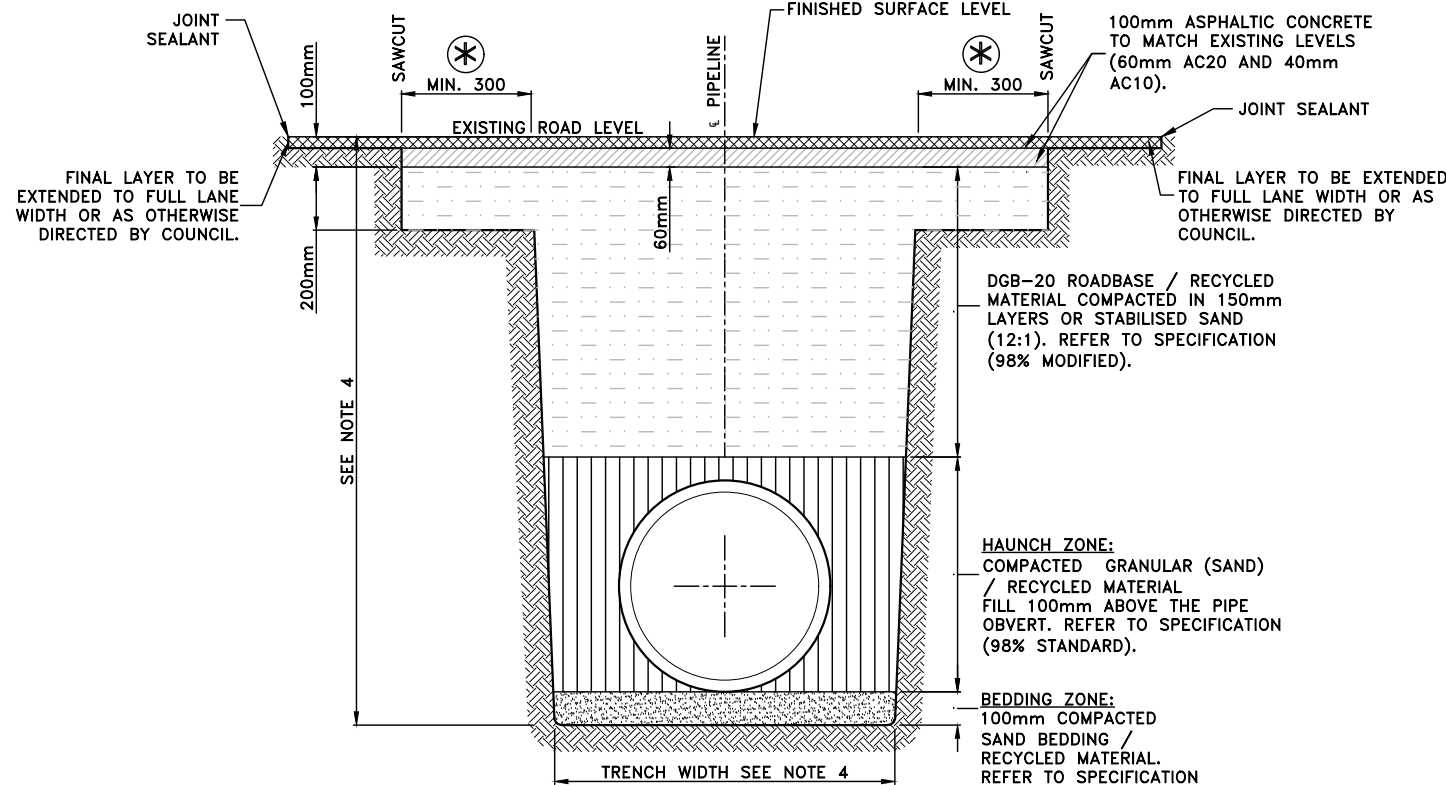 JOINT
SEALANT
100mm
SAWCUT
MIN. 300
℄ PIPELINE
FINISHED SURFACE LEVEL
MIN. 300
SAWCUT
100mm ASPHALTIC CONCRETE
TO MATCH EXISTING LEVELS
(60mm AC20 AND 40mm
AC10).
JOINT SEALANT
EXISTING ROAD LEVEL
FINAL LAYER TO BE
EXTENDED TO FULL LANE
WIDTH OR AS OTHERWISE
DIRECTED BY COUNCIL.
FINAL LAYER TO BE EXTENDED
TO FULL LANE WIDTH OR AS
OTHERWISE DIRECTED BY
COUNCIL.
200mm
60mm
DGB-20 ROADBASE / RECYCLED
MATERIAL COMPACTED IN 150mm
LAYERS OR STABILISED SAND
(12:1). REFER TO SPECIFICATION
(98% MODIFIED).
SEE NOTE 4
HAUNCH ZONE:
COMPACTED GRANULAR (SAND)
/ RECYCLED MATERIAL
FILL 100mm ABOVE THE PIPE
OBVERT. REFER TO SPECIFICATION
(98% STANDARD).
BEDDING ZONE:
100mm COMPACTED
SAND BEDDING /
RECYCLED MATERIAL.
REFER TO SPECIFICATION
TRENCH WIDTH SEE NOTE 4